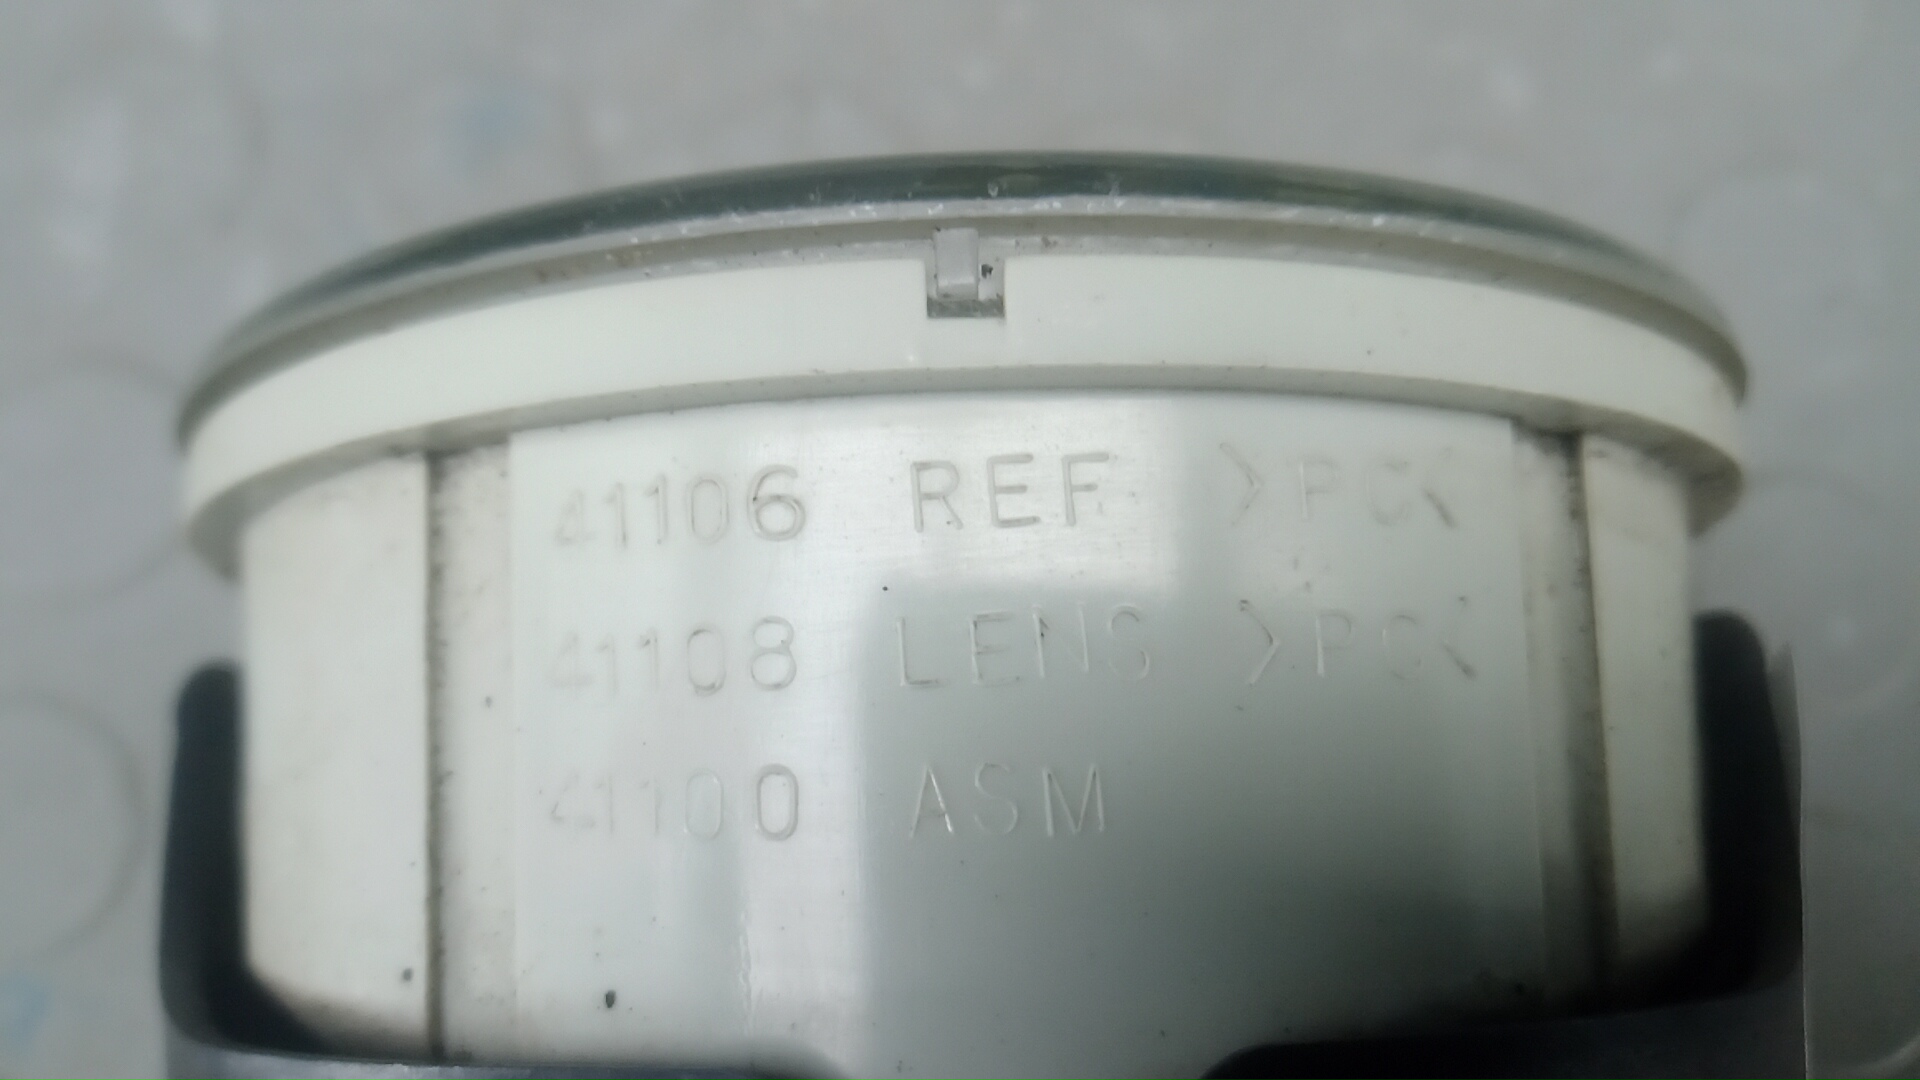 41106 REF >PC<
41108 LENS >PC<
41100 ASM